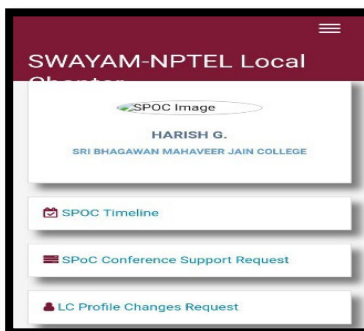 SWAYAM-NPTEL Local
Chapter
SPOC Image
HARISH G.
SRI BHAGAWAN MAHAVEER JAIN COLLEGE
SPOC Timeline
SPoC Conference Support Request
LC Profile Changes Request